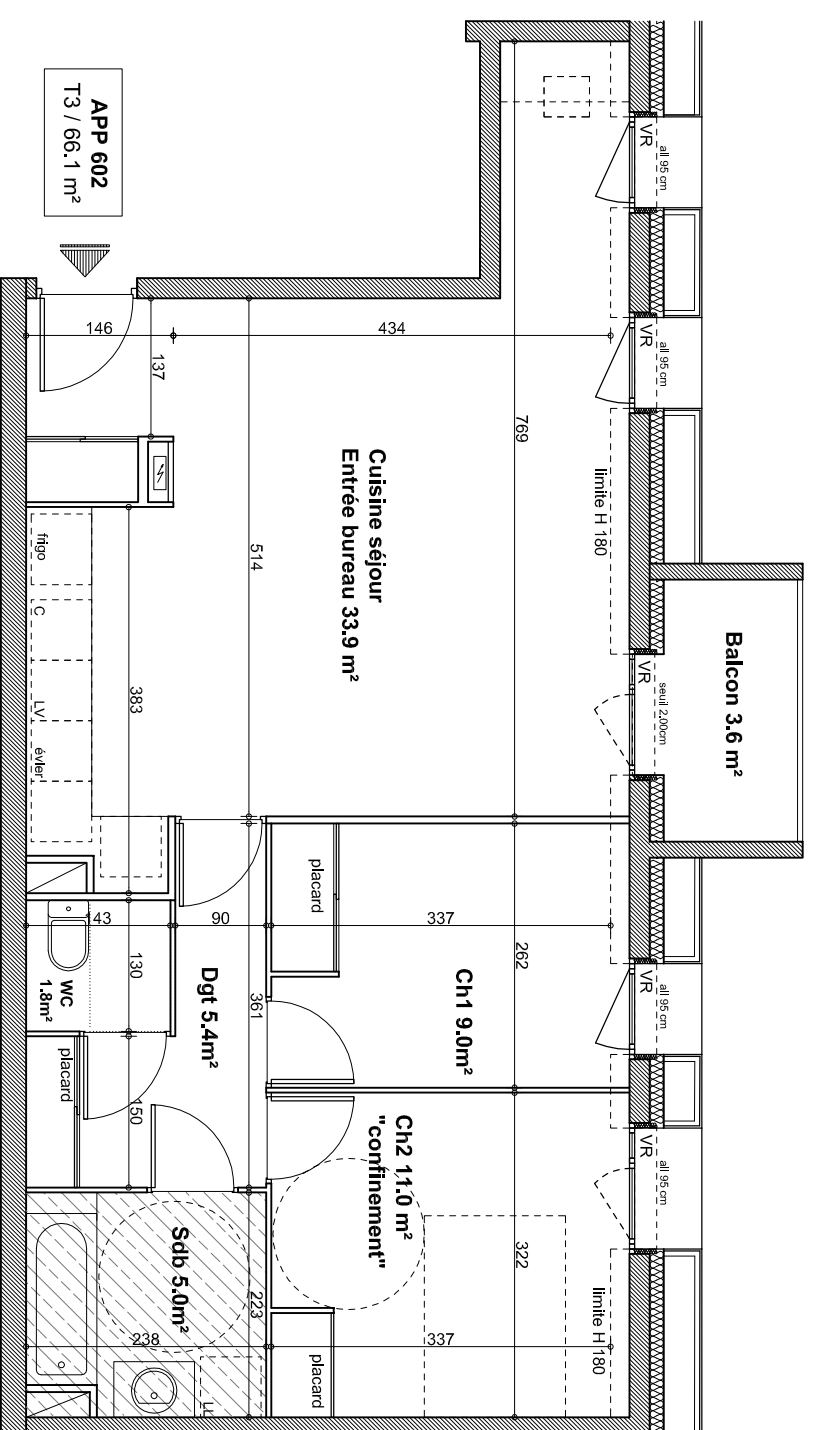 APP 602
T3 / 66.1 m²
VR
all 95 cm
VR
all 95 cm
146
434
137
769
limite H 180
Cuisine séjour
Entrée bureau 33.9 m²
514
frigo
C
LV
évier
383
Balcon 3.6 m²
VR
seuil 2.00cm
placard
43
90
337
130
262
WC
1.8m²
Dgt 5.4m²
361
Ch1 9.0m²
VR
all 95 cm
placard
150
Ch2 11.0 m²
"confinement"
VR
all 95 cm
Sdb 5.0m²
223
322
limite H 180
238
337
placard
LL